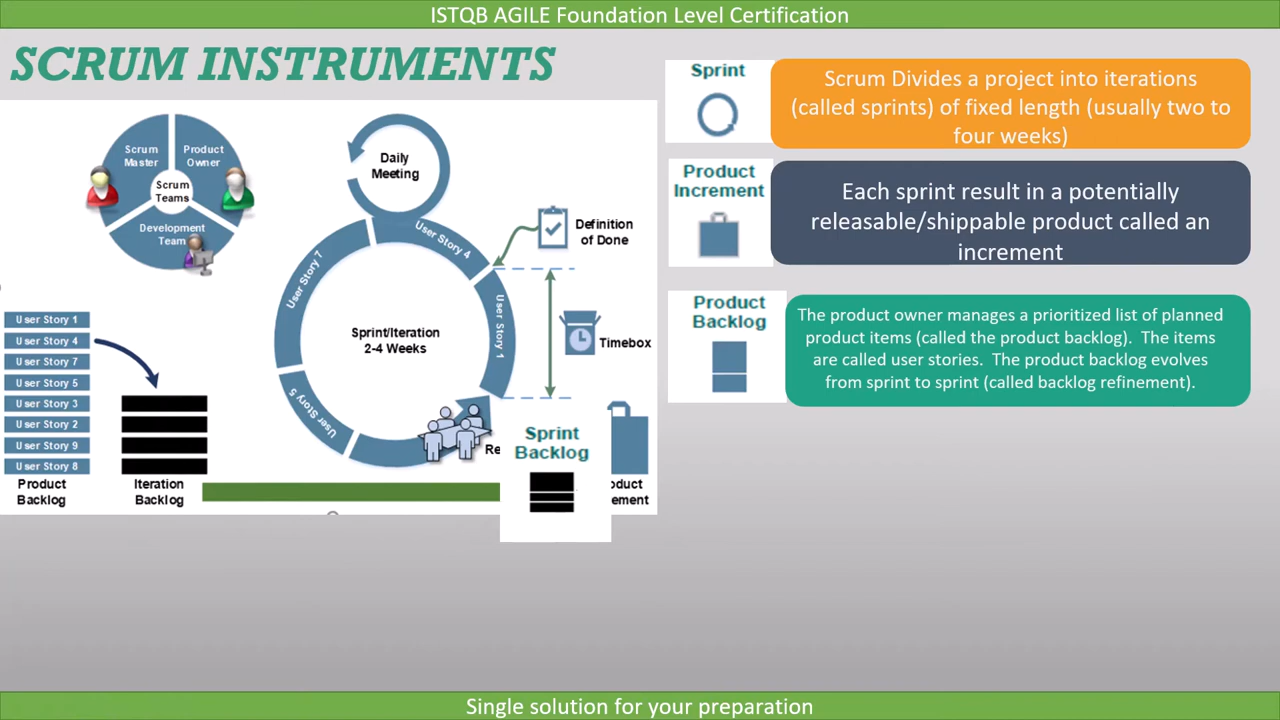 ISTQB AGILE Foundation Level Certification
SCRUM INSTRUMENTS
Scrum
Master
Product
Owner
Scrum
Teams
Development
Team
Daily
Meeting
Definition
of Done
User Story 4
User Story 7
User Story 1
User Story 5
Sprint/Iteration
2-4 Weeks
Timebox
User Story 1
User Story 4
User Story 7
User Story 5
User Story 3
User Story 2
User Story 9
User Story 8
Product
Backlog
Iteration
Backlog
Re
Sprint
Backlog
oduct
ement
Sprint
Scrum Divides a project into iterations
(called sprints) of fixed length (usually two to
four weeks)
Product
Increment
Each sprint result in a potentially
releasable/shippable product called an
increment
Product
Backlog
The product owner manages a prioritized list of planned
product items (called the product backlog). The items
are called user stories. The product backlog evolves
from sprint to sprint (called backlog refinement).
Single solution for your preparation